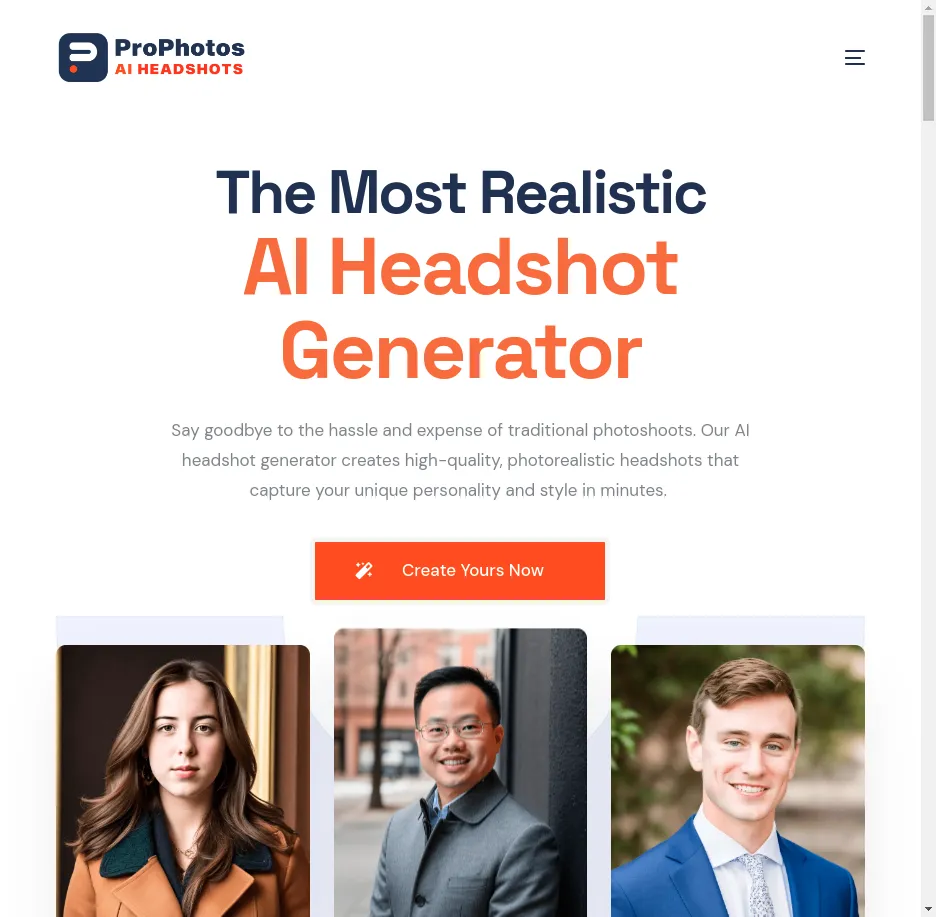 ProPhotos
AI HEADSHOTS
The Most Realistic
AI Headshot
Generator
Say goodbye to the hassle and expense of traditional photoshoots. Our AI
headshot generator creates high-quality, photorealistic headshots that
capture your unique personality and style in minutes.
Create Yours Now